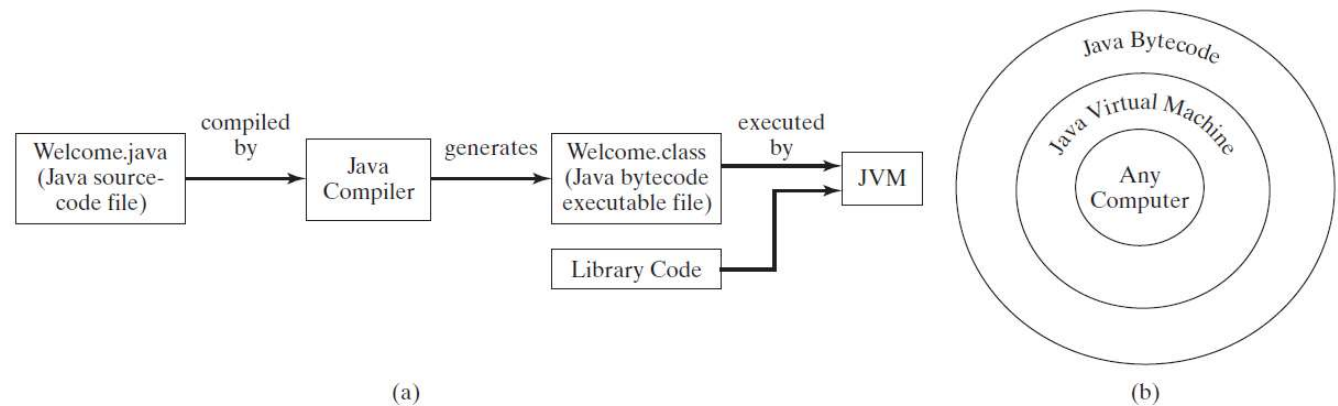 Welcome.java
(Java source-
code file)
compiled
by
Java
Compiler
generates
Welcome.class
(Java bytecode
executable file)
executed
by
JVM
Library Code
(a)
Java Bytecode
Java Virtual Machine
Any
Computer
(b)